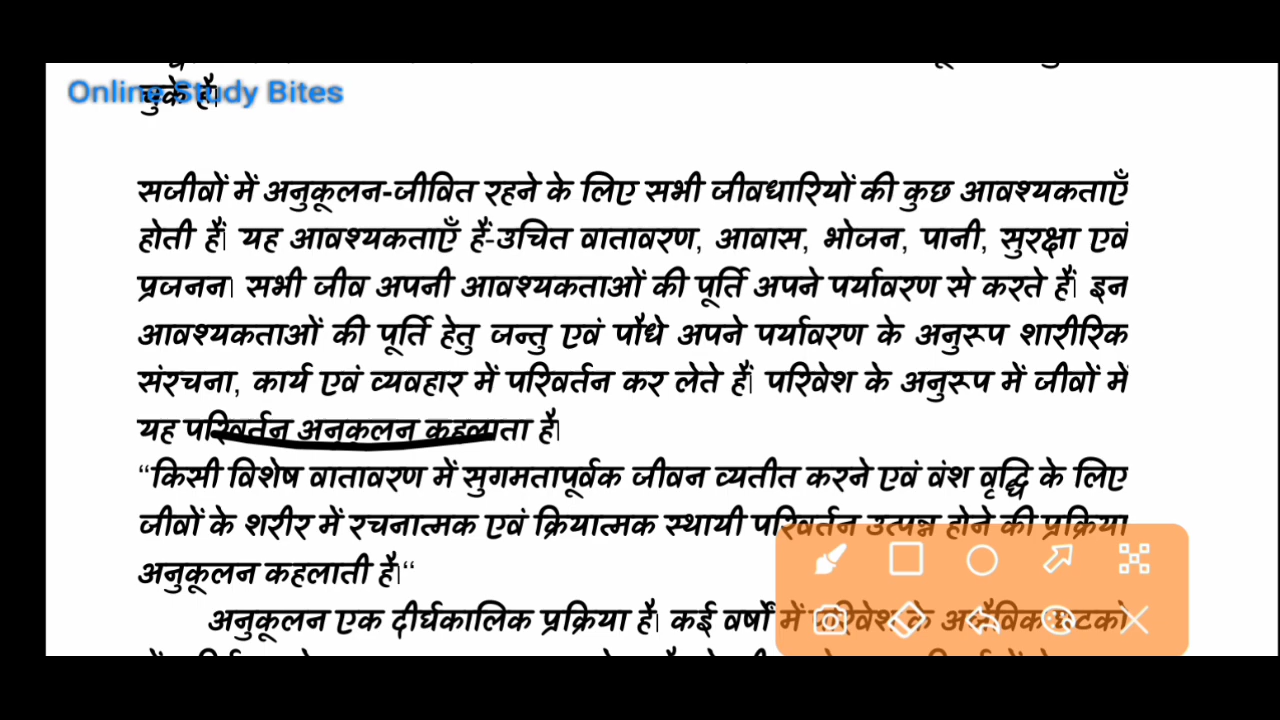 Online Study Bites
चुके है।
सजीवों में अनुकूलन-जीवित रहने के लिए सभी जीवधारियों की कुछ आवश्यकताएँ
होती हैं। यह आवश्यकताएँ हैं-उचित वातावरण, आवास, भोजन, पानी, सुरक्षा एवं
प्रजनन। सभी जीव अपनी आवश्यकताओं की पूर्ति अपने पर्यावरण से करते हैं। इन
आवश्यकताओं की पूर्ति हेतु जन्तु एवं पौधे अपने पर्यावरण के अनुरूप शारीरिक
संरचना, कार्य एवं व्यवहार में परिवर्तन कर लेते हैं। परिवेश के अनुरूप में जीवों में
यह परिवर्तन अनुकूलन कहलाता है।
“किसी विशेष वातावरण में सुगमतापूर्वक जीवन व्यतीत करने एवं वंश वृद्धि के लिए
जीवों के शरीर में रचनात्मक एवं क्रियात्मक स्थायी परिवर्तन उत्पन्न होने की प्रक्रिया
अनुकूलन कहलाती है।“
अनुकूलन एक दीर्घकालिक प्रक्रिया है। कई वर्षों में परिवेश के अजैविक घटको